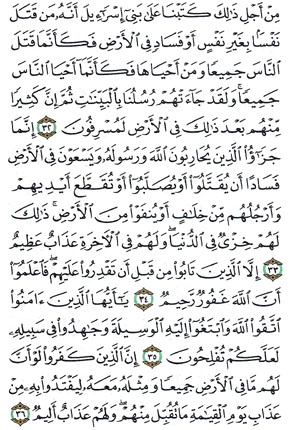 مِنْ أَجْلِ ذَٰلِكَ كَتَبْنَا عَلَىٰ بَنِىٓ إِسْرَٰٓءِيلَ أَنَّهُۥ مَن قَتَلَ
نَفْسًۢا بِغَيْرِ نَفْسٍ أَوْ فَسَادٍ فِى ٱلْأَرْضِ فَكَأَنَّمَا قَتَلَ
ٱلنَّاسَ جَمِيعًا وَمَنْ أَحْيَاهَا فَكَأَنَّمَآ أَحْيَا ٱلنَّاسَ
جَمِيعًا ۚ وَلَقَدْ جَآءَتْهُمْ رُسُلُنَا بِٱلْبَيِّنَٰتِ ثُمَّ إِنَّ كَثِيرًا
مِّنْهُم بَعْدَ ذَٰلِكَ فِى ٱلْأَرْضِ لَمُسْرِفُونَ ٣٢ إِنَّمَا
جَزَٰٓؤُا۟ ٱلَّذِينَ يُحَارِبُونَ ٱللَّهَ وَرَسُولَهُۥ وَيَسْعَوْنَ فِى ٱلْأَرْضِ
فَسَادًا أَن يُقَتَّلُوٓا۟ أَوْ يُصَلَّبُوٓا۟ أَوْ تُقَطَّعَ أَيْدِيهِمْ
وَأَرْجُلُهُم مِّنْ خِلَٰفٍ أَوْ يُنفَوْا۟ مِنَ ٱلْأَرْضِ ۚ ذَٰلِكَ
لَهُمْ خِزْىٌ فِى ٱلدُّنْيَا ۖ وَلَهُمْ فِى ٱلْـَٔاخِرَةِ عَذَابٌ عَظِيمٌ
٣٣ إِلَّا ٱلَّذِينَ تَابُوا۟ مِن قَبْلِ أَن تَقْدِرُوا۟ عَلَيْهِمْ ۖ فَٱعْلَمُوٓا۟
أَنَّ ٱللَّهَ غَفُورٌ رَّحِيمٌ ٣٤ يَٰٓأَيُّهَا ٱلَّذِينَ ءَامَنُوا۟
ٱتَّقُوا۟ ٱللَّهَ وَٱبْتَغُوٓا۟ إِلَيْهِ ٱلْوَسِيلَةَ وَجَٰهِدُوا۟ فِى سَبِيلِهِۦ
لَعَلَّكُمْ تُفْلِحُونَ ٣٥ إِنَّ ٱلَّذِينَ كَفَرُوا۟ لَوْ أَنَّ
لَهُم مَّا فِى ٱلْأَرْضِ جَمِيعًا وَمِثْلَهُۥ مَعَهُۥ لِيَفْتَدُوا۟ بِهِۦ مِنْ
عَذَابِ يَوْمِ ٱلْقِيَٰمَةِ مَا تُقُبِّلَ مِنْهُمْ ۖ وَلَهُمْ عَذَابٌ أَلِيمٌ ٣٦